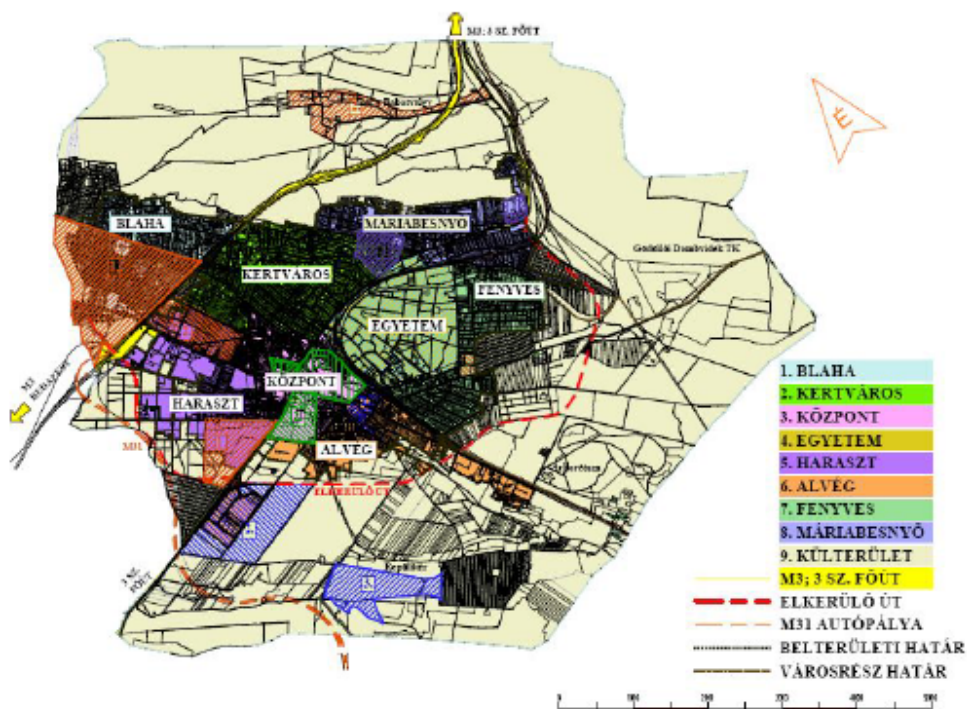 M3; 3 SZ. FŐÚT
É
BLAHA
MÁRIABESNYŐ
KERTVÁROS
FENYVES
EGYETEM
KÖZPONT
HARASZT
M3
M31
ALVÉG
ELKERÜLŐ ÚT
3 SZ.
FŐÚT
1. BLAHA
2. KERTVÁROS
3. KÖZPONT
4. EGYETEM
5. HARASZT
6. ALVÉG
7. FENYVES
8. MÁRIABESNYŐ
9. KÜLTERÜLET
M3; 3 SZ. FŐÚT
ELKERÜLŐ ÚT
M31 AUTÓPÁLYA
BELTERÜLETI HATÁR
VÁROSRÉSZ HATÁR